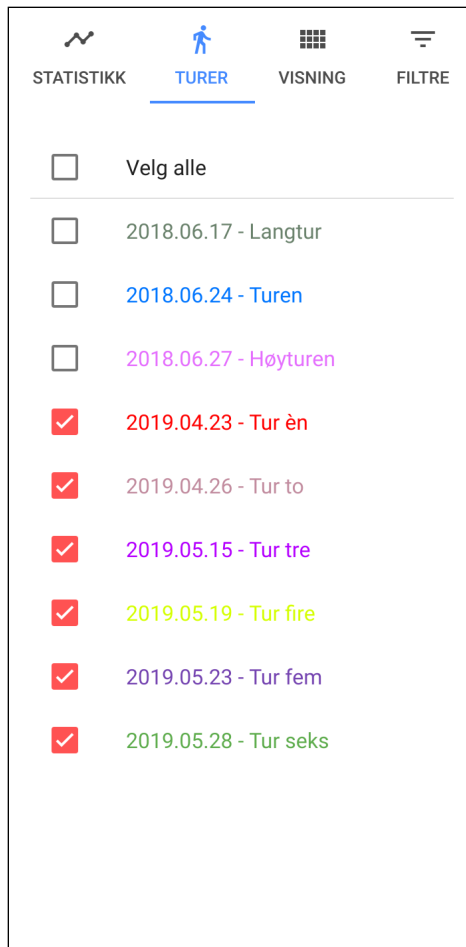 STATISTIKK TURER VISNING FILTRE
Velg alle
2018.06.17 - Langtur
2018.06.24 - Turen
2018.06.27 - Høyturen
2019.04.23 - Tur èn
2019.04.26 - Tur to
2019.05.15 - Tur tre
2019.05.19 - Tur fire
2019.05.23 - Tur fem
2019.05.28 - Tur seks